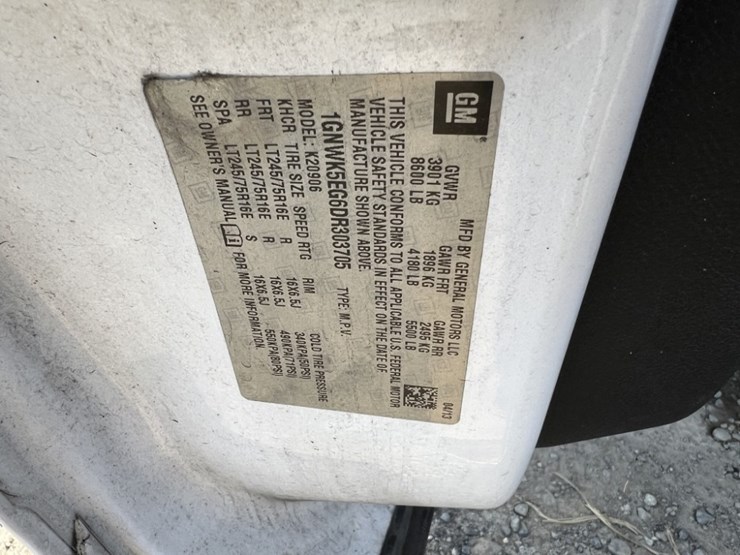 GM
MFD BY GENERAL MOTORS LLC 04/13
GVWR GAWR FRT GAWR RR
3901 KG 1896 KG 2495 KG
8600 LB 4180 LB 5500 LB
THIS VEHICLE CONFORMS TO ALL APPLICABLE U.S. FEDERAL MOTOR
VEHICLE SAFETY STANDARDS IN EFFECT ON THE DATE OF
MANUFACTURE SHOWN ABOVE.
1GNWK5EG6DR303705 TYPE: M.P.V.
MODEL: K20906
KHCR TIRE SIZE SPEED RTG RIM COLD TIRE PRESSURE
FRT LT245/75R16E R 16X6.5J 340KPA(50PSI)
RR LT245/75R16E R 16X6.5J 490KPA(71PSI)
SPA LT245/75R16E S 16X6.5J 550KPA(80PSI)
SEE OWNER'S MANUAL FOR MORE INFORMATION.